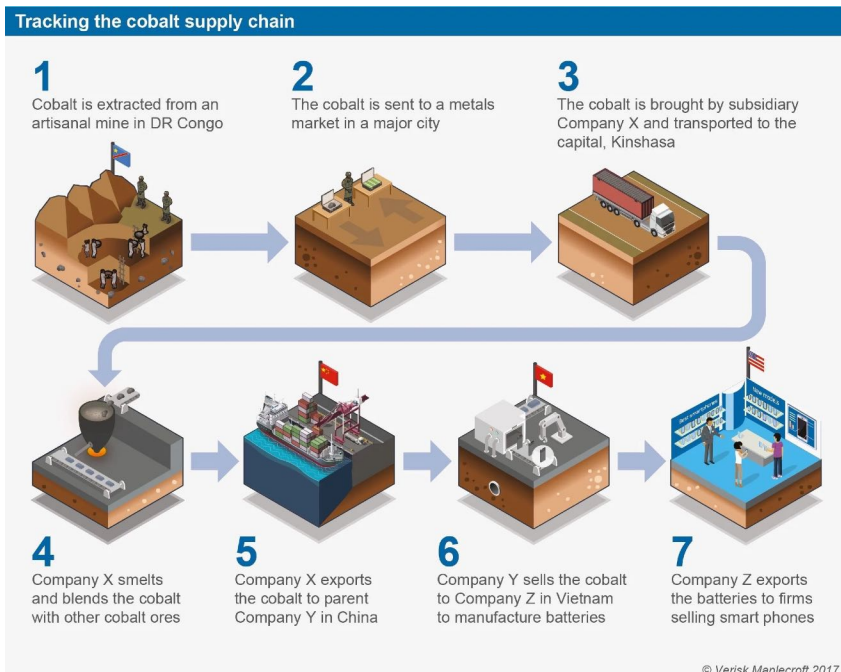 Tracking the cobalt supply chain
1
Cobalt is extracted from an
artisanal mine in DR Congo
2
The cobalt is sent to a metals
market in a major city
3
The cobalt is brought by subsidiary
Company X and transported to the
capital, Kinshasa
Best smartphones
New models
4
Company X smelts
and blends the cobalt
with other cobalt ores
5
Company X exports
the cobalt to parent
Company Y in China
6
Company Y sells the cobalt
to Company Z in Vietnam
to manufacture batteries
7
Company Z exports
the batteries to firms
selling smart phones
© Verisk Maplecroft 2017